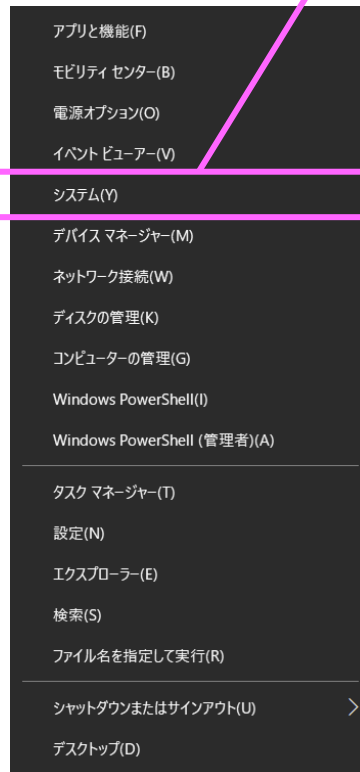 アプリと機能(F)
モビリティ センター(B)
電源オプション(O)
イベント ビューアー(V)
システム(Y)
デバイス マネージャー(M)
ネットワーク接続(W)
ディスクの管理(K)
コンピューターの管理(G)
Windows PowerShell(I)
Windows PowerShell (管理者)(A)
タスク マネージャー(T)
設定(N)
エクスプローラー(E)
検索(S)
ファイル名を指定して実行(R)
シャットダウンまたはサインアウト(U)
デスクトップ(D)